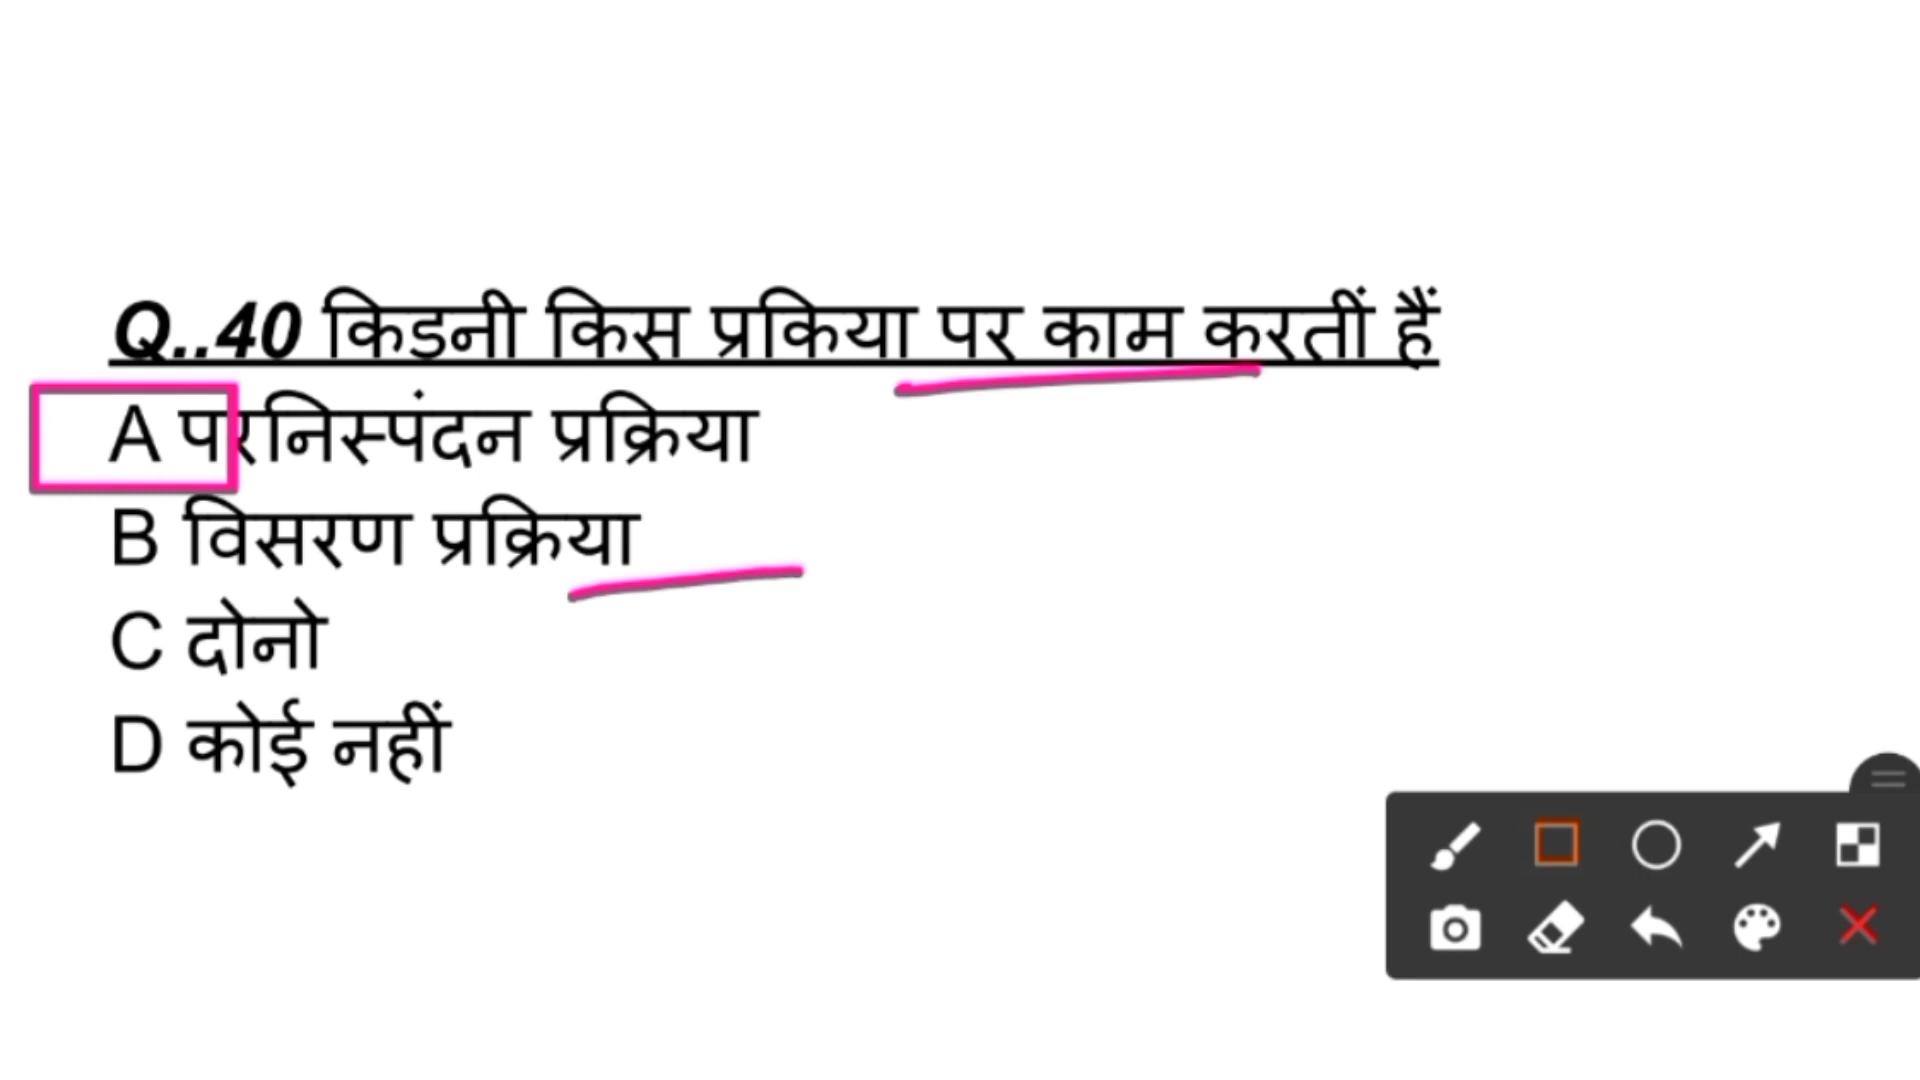 Q..40 किडनी किस प्रकिया पर काम करतीं हैं
A परनिस्पंदन प्रक्रिया
B विसरण प्रक्रिया
C दोनो
D कोई नहीं